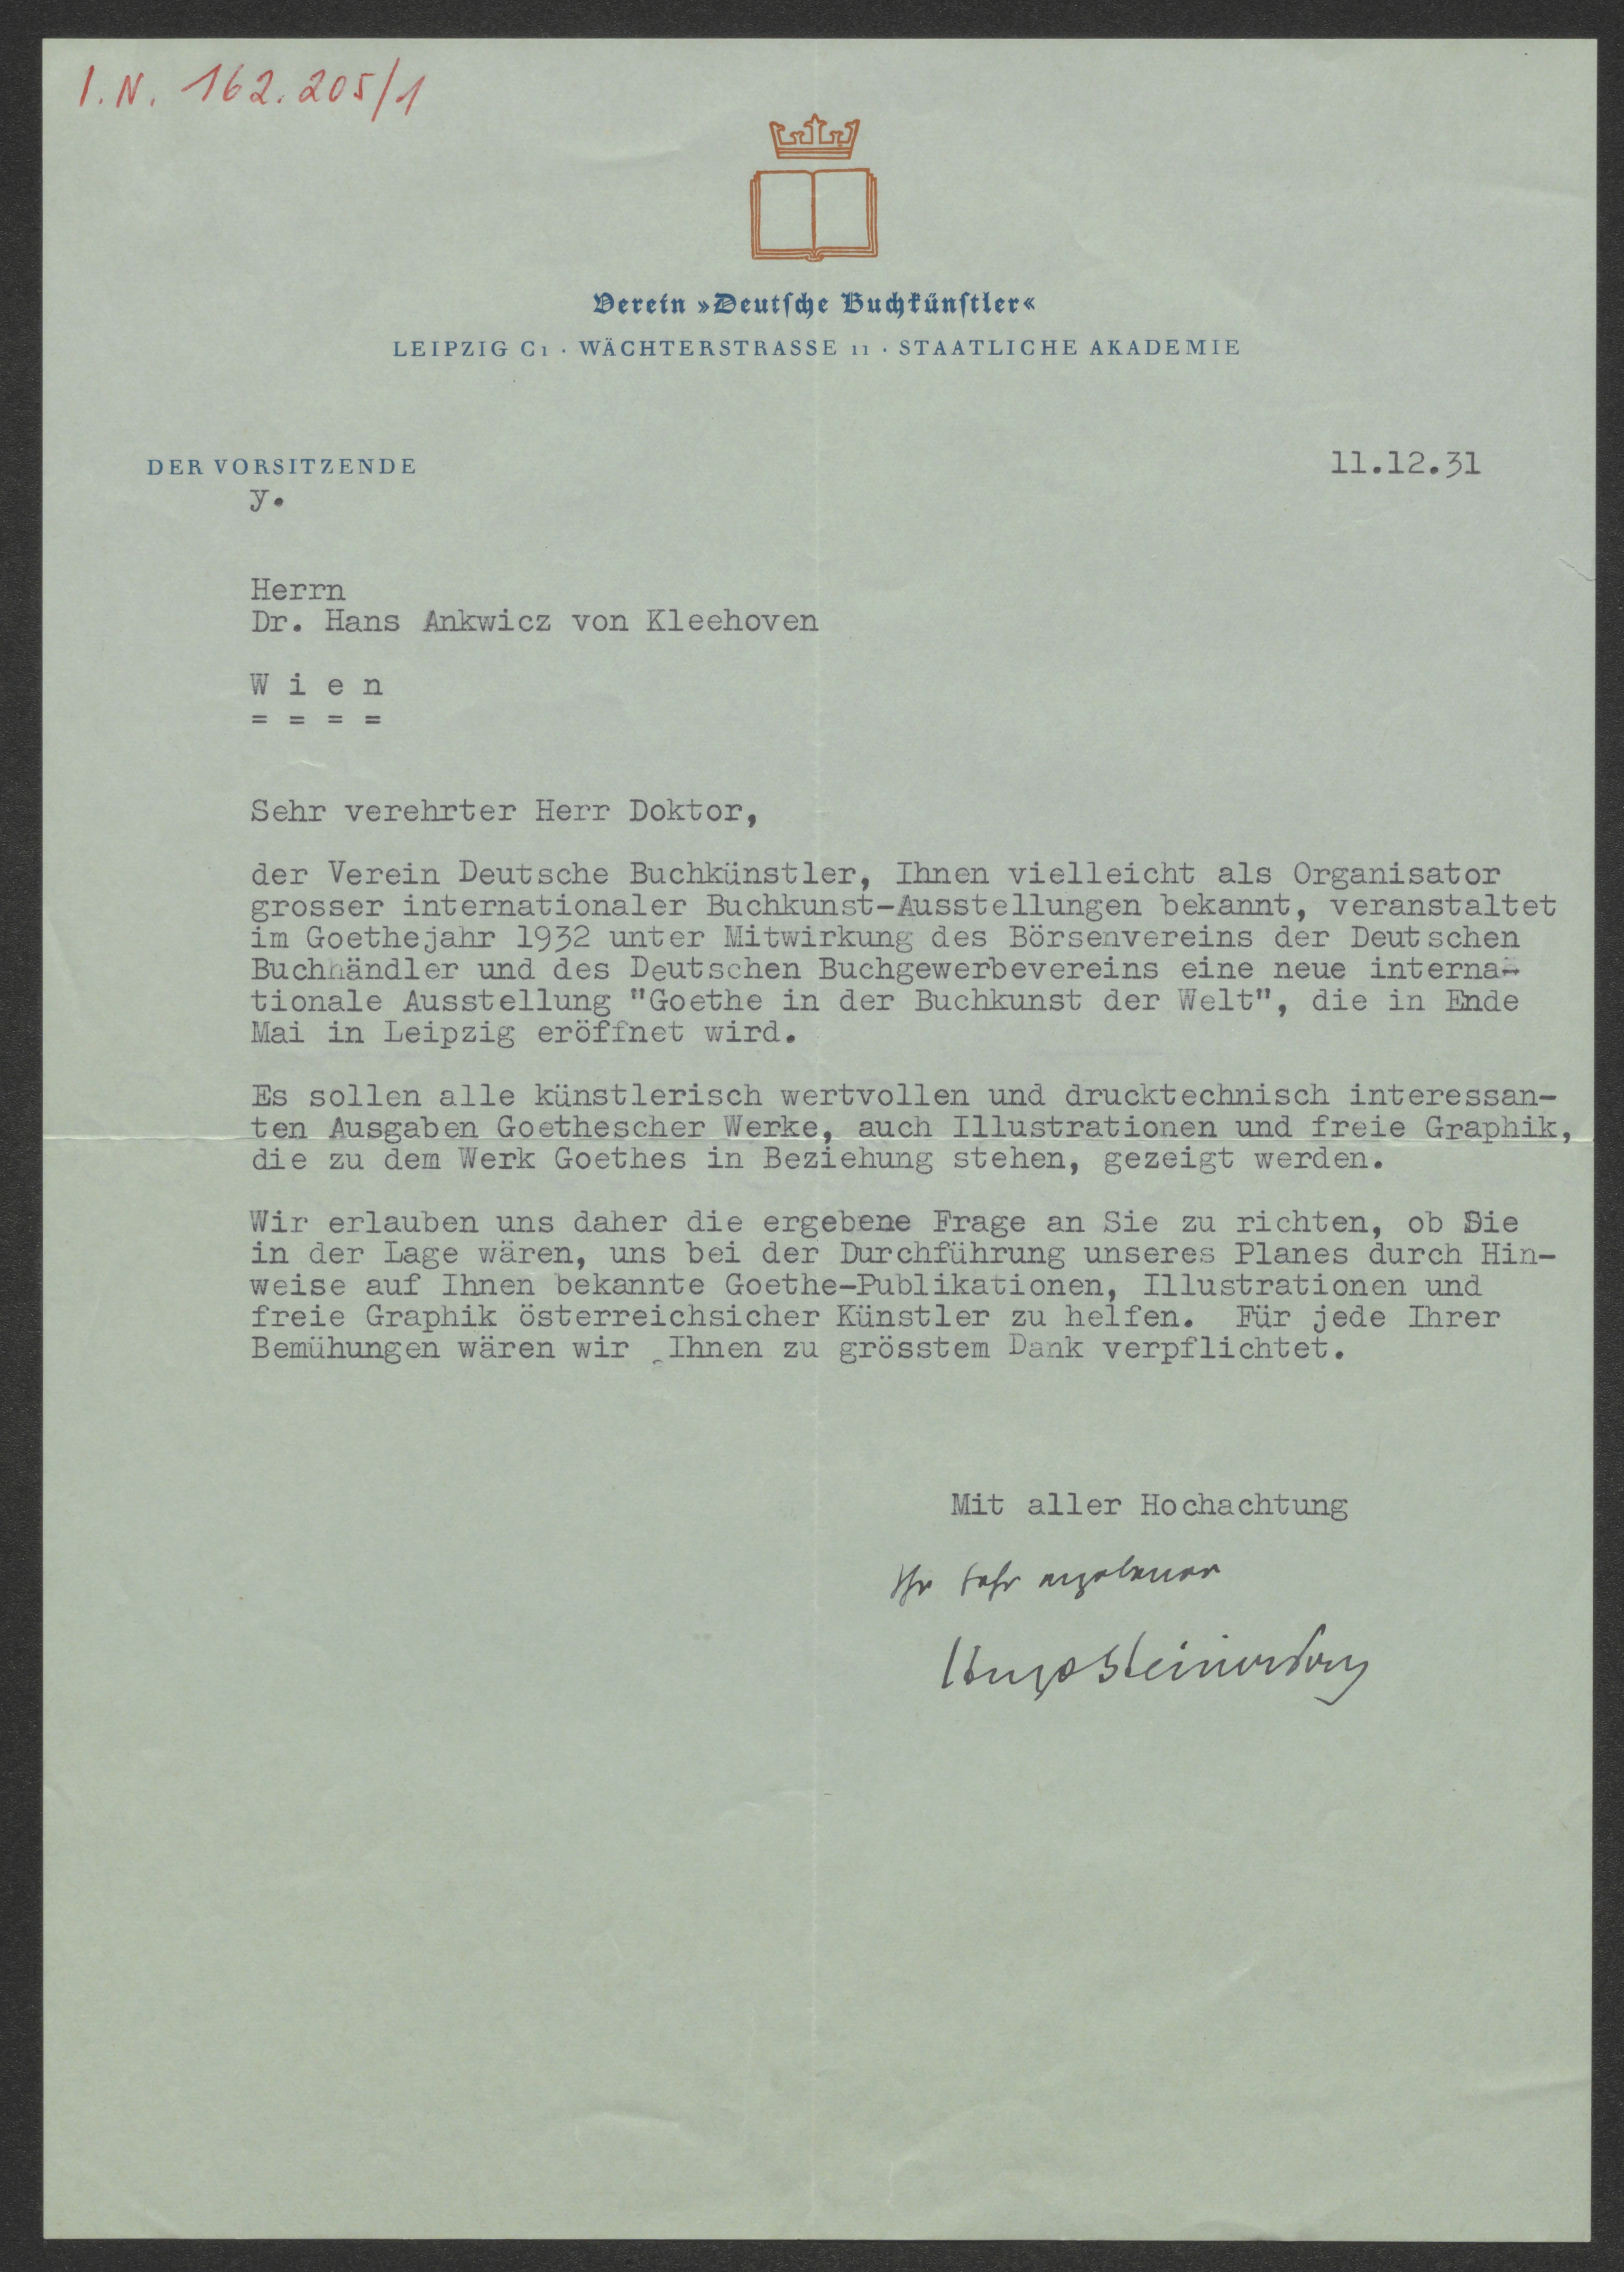 I.N. 162.205/1
Verein »Deutsche Buchkünstler«
LEIPZIG C1 · WÄCHTERSTRASSE 11 · STAATLICHE AKADEMIE
DER VORSITZENDE
11.12.31
y.
Herrn
Dr. Hans Ankwicz von Kleehoven
W i e n
= = = =
Sehr verehrter Herr Doktor,
der Verein Deutsche Buchkünstler, Ihnen vielleicht als Organisator
grosser internationaler Buchkunst-Ausstellungen bekannt, veranstaltet
im Goethejahr 1932 unter Mitwirkung des Börsenvereins der Deutschen
Buchhändler und des Deutschen Buchgewerbevereins eine neue interna-
tionale Ausstellung "Goethe in der Buchkunst der Welt", die in Ende
Mai in Leipzig eröffnet wird.
Es sollen alle künstlerisch wertvollen und drucktechnisch interessan-
ten Ausgaben Goethescher Werke, auch Illustrationen und freie Graphik,
die zu dem Werk Goethes in Beziehung stehen, gezeigt werden.
Wir erlauben uns daher die ergebene Frage an Sie zu richten, ob Sie
in der Lage wären, uns bei der Durchführung unseres Planes durch Hin-
weise auf Ihnen bekannte Goethe-Publikationen, Illustrationen und
freie Graphik österreichsicher Künstler zu helfen. Für jede Ihrer
Bemühungen wären wir Ihnen zu grösstem Dank verpflichtet.
Mit aller Hochachtung
Ihr sehr ergebener
Hugo Steinerprag